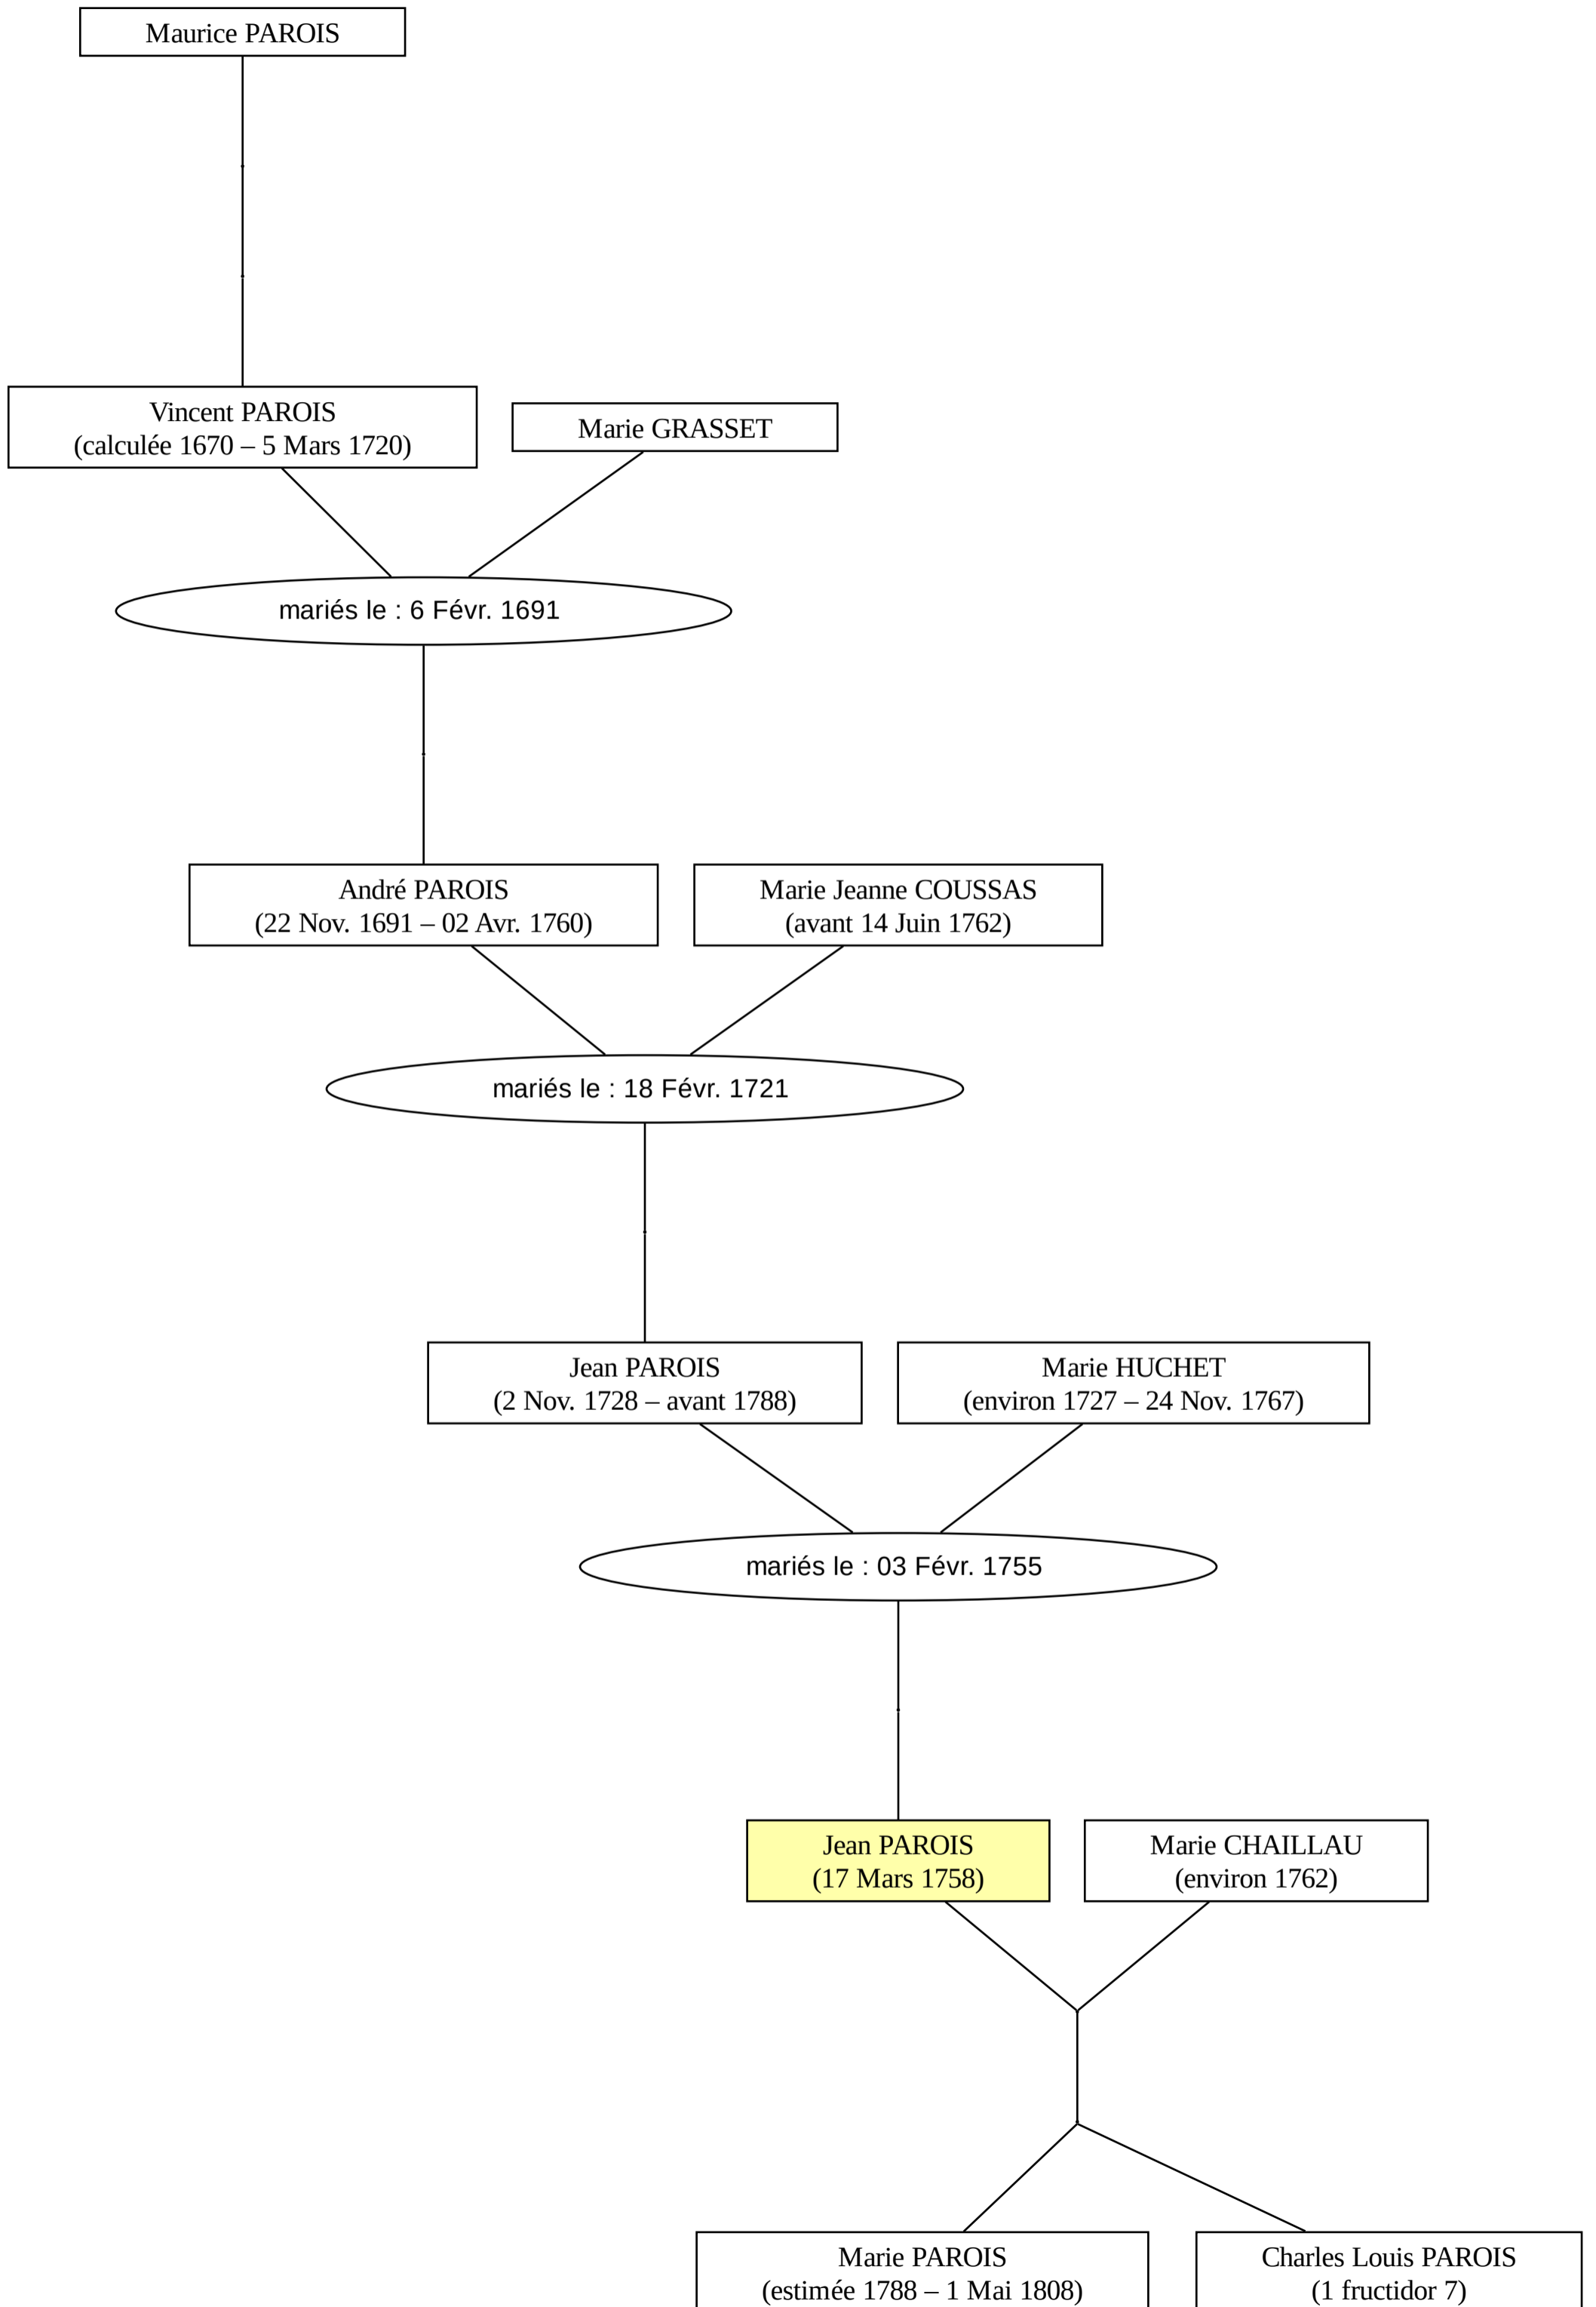 Maurice PAROIS
Vincent PAROIS
(calculée 1670 – 5 Mars 1720)
Marie GRASSET
mariés le : 6 Févr. 1691
André PAROIS
(22 Nov. 1691 – 02 Avr. 1760)
Marie Jeanne COUSSAS
(avant 14 Juin 1762)
mariés le : 18 Févr. 1721
Jean PAROIS
(2 Nov. 1728 – avant 1788)
Marie HUCHET
(environ 1727 – 24 Nov. 1767)
mariés le : 03 Févr. 1755
Jean PAROIS
(17 Mars 1758)
Marie CHAILLAU
(environ 1762)
Marie PAROIS
(estimée 1788 – 1 Mai 1808)
Charles Louis PAROIS
(1 fructidor 7)